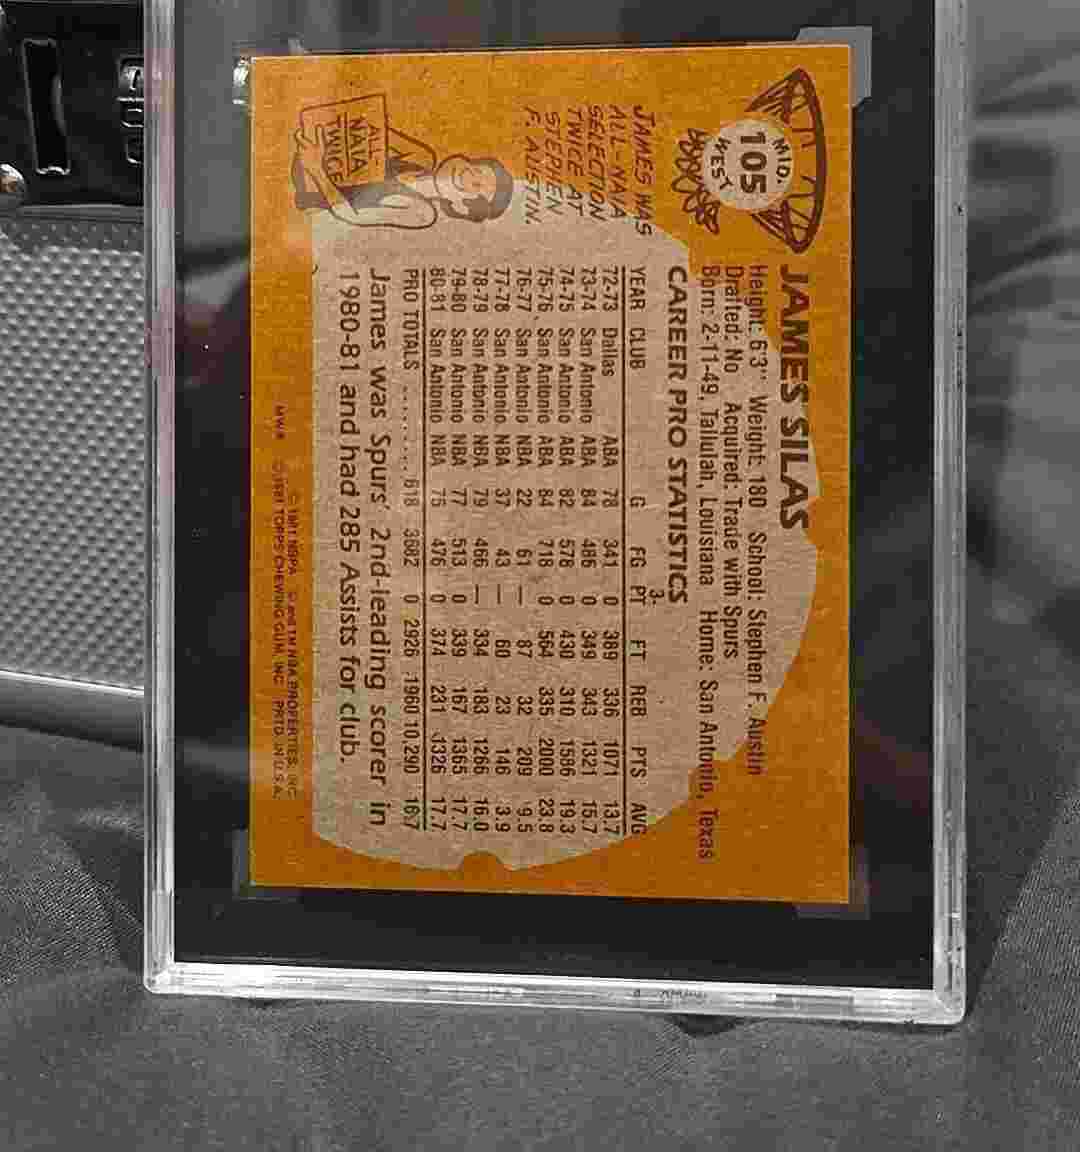 MID.
105
WEST
JAMES SILAS
Height: 6'3" Weight: 180 School: Stephen F. Austin
Drafted: No Acquired: Trade with Spurs
Born: 2-11-49, Tallulah, Louisiana Home: San Antonio, Texas
CAREER PRO STATISTICS
YEAR CLUB G FG 3-PT FT REB PTS AVG
72-73 Dallas ABA 78 341 0 389 336 1071 13.7
73-74 San Antonio ABA 84 486 0 349 343 1321 15.7
74-75 San Antonio ABA 82 578 0 430 310 1586 19.3
75-76 San Antonio ABA 84 718 0 564 335 2000 23.8
76-77 San Antonio NBA 22 61 — 87 32 209 9.5
77-78 San Antonio NBA 37 43 — 60 23 146 3.9
78-79 San Antonio NBA 79 466 — 334 183 1266 16.0
79-80 San Antonio NBA 77 513 0 339 167 1365 17.7
80-81 San Antonio NBA 75 476 0 374 231 1326 17.7
PRO TOTALS ........ 618 3682 0 2926 1960 10,290 16.7
James was Spurs' 2nd-leading scorer in
1980-81 and had 285 Assists for club.
JAMES WAS
ALL-NAIA
SELECTION
TWICE AT
STEPHEN
F. AUSTIN.
ALL-
NAIA
TWICE
© 1981 NBPA © and TM NBA PROPERTIES, INC.
MW® © 1981 TOPPS CHEWING GUM, INC. PRTD. IN U.S.A.